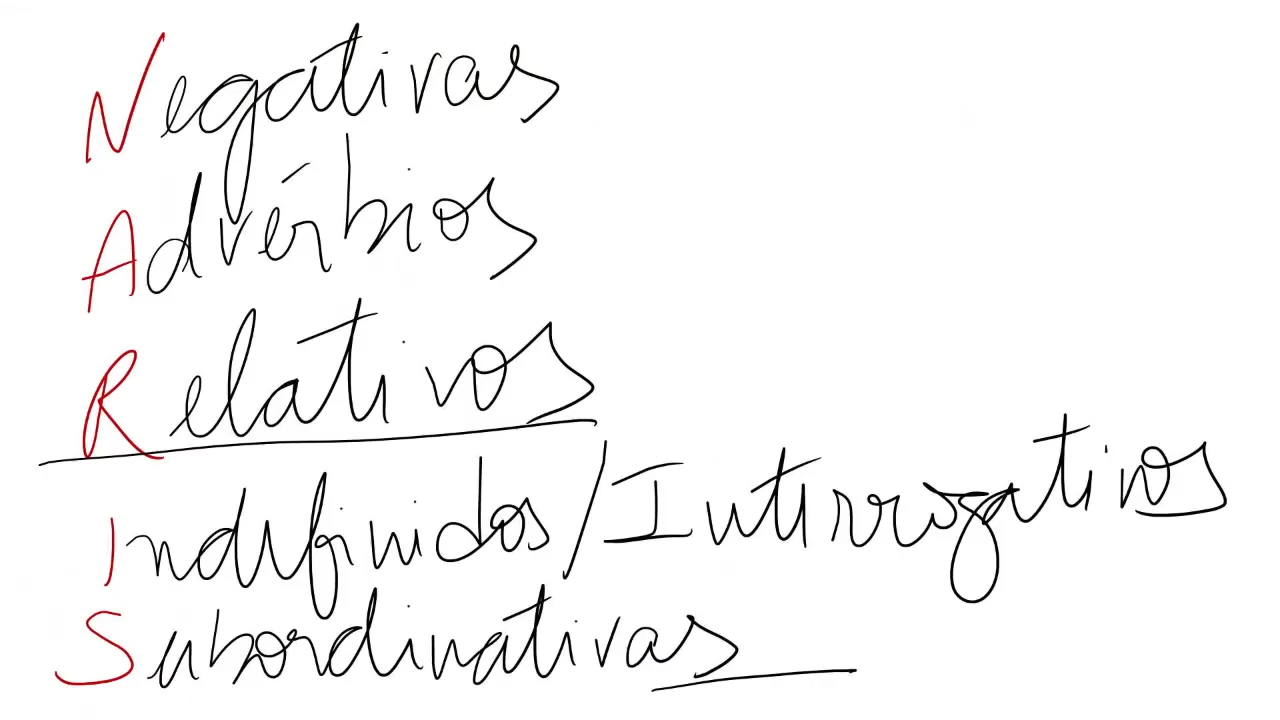 Negativas
Advérbios
Relativos
Indefinidos/Interrogativos
Subordinativas